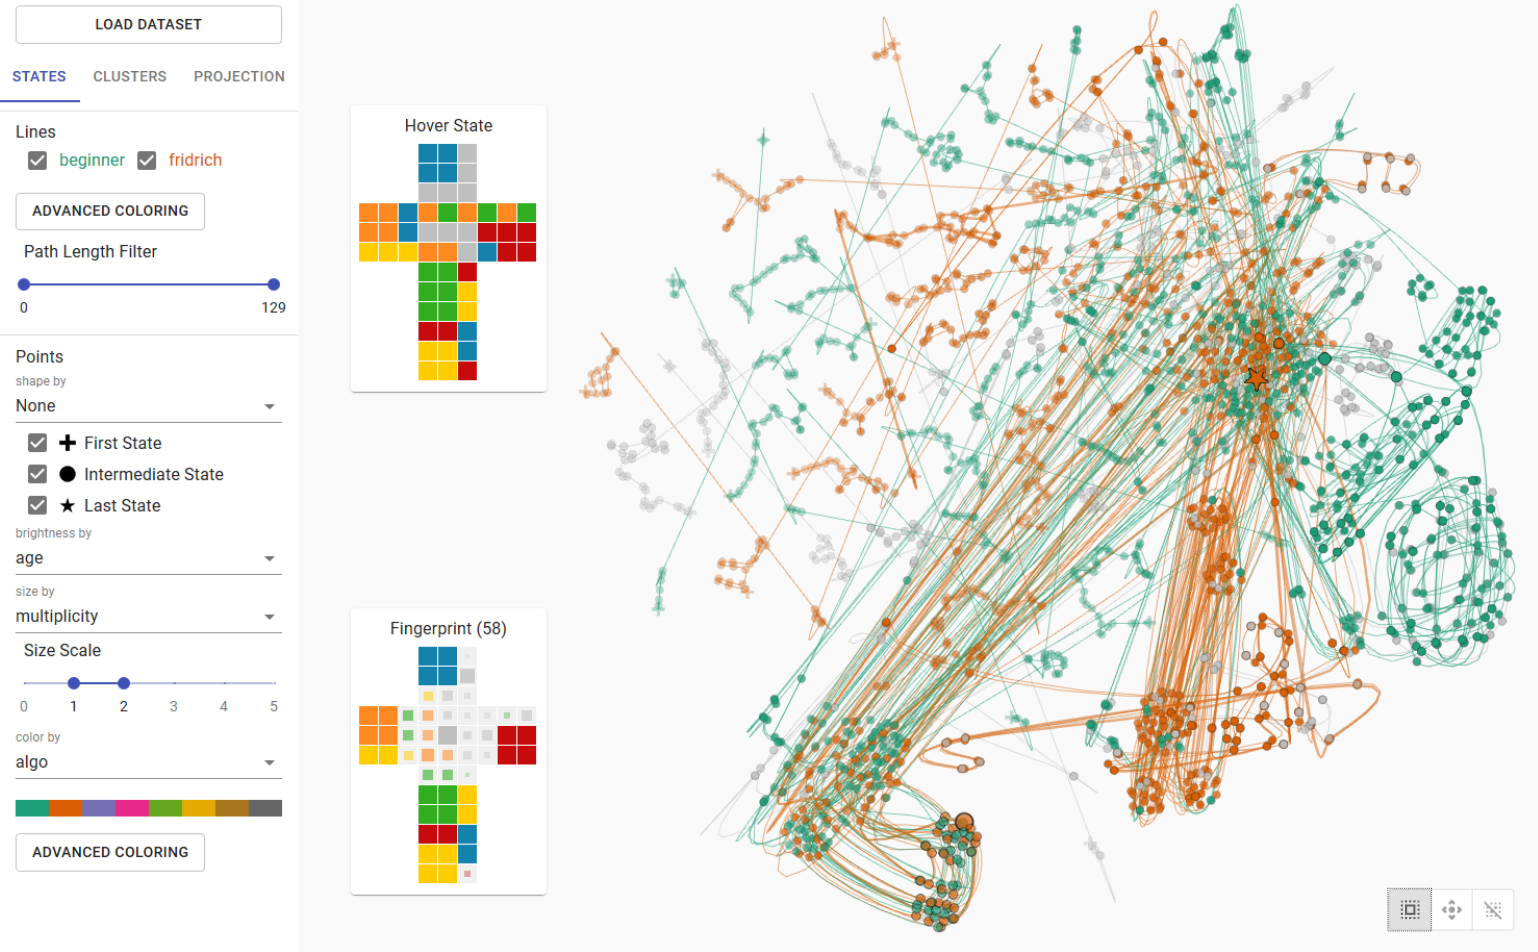 LOAD DATASET
STATES CLUSTERS PROJECTION
Lines
beginner fridrich
ADVANCED COLORING
Path Length Filter
0 129
Points
shape by
None
First State
Intermediate State
Last State
brightness by
age
size by
multiplicity
Size Scale
0 1 2 3 4 5
color by
algo
ADVANCED COLORING
Hover State
Fingerprint (58)